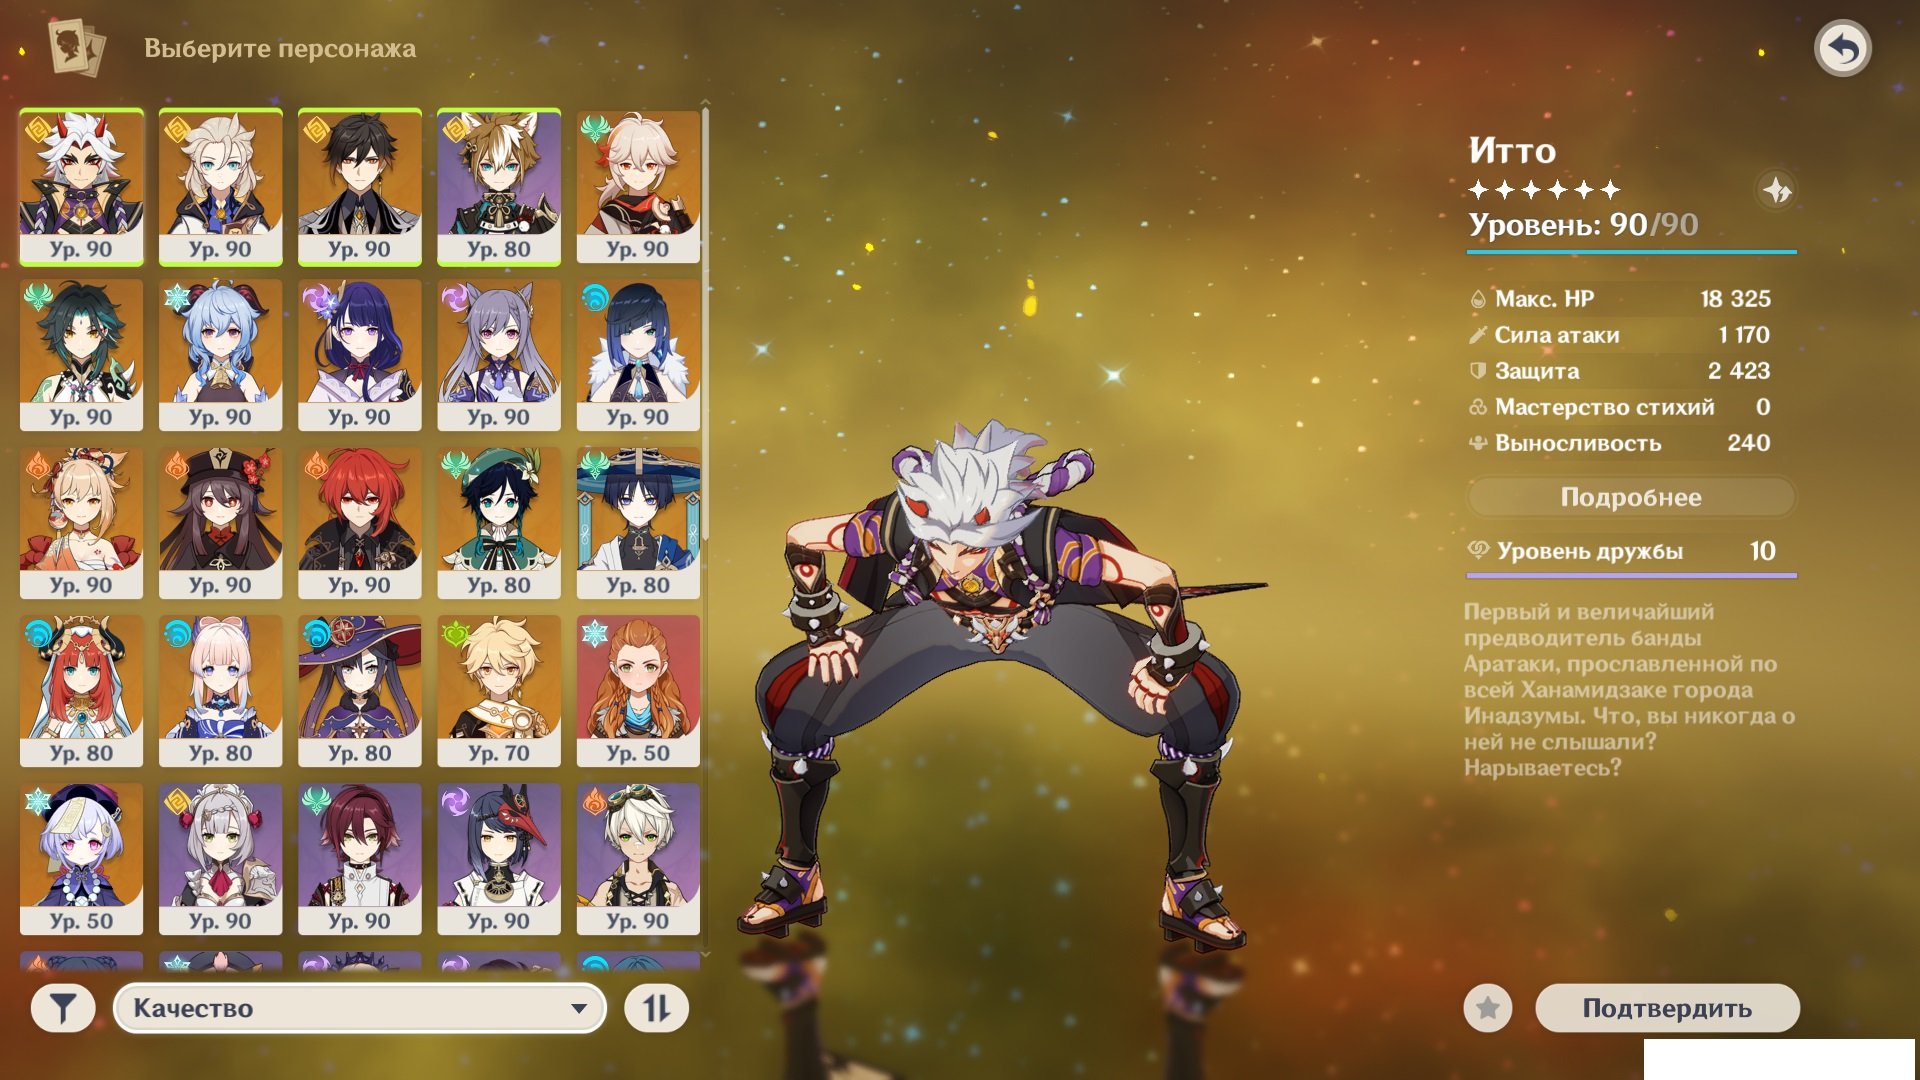 Выберите персонажа
Ур. 90
Ур. 90
Ур. 90
Ур. 80
Ур. 90
Ур. 90
Ур. 90
Ур. 90
Ур. 90
Ур. 90
Ур. 90
Ур. 90
Ур. 90
Ур. 80
Ур. 80
Ур. 80
Ур. 80
Ур. 80
Ур. 70
Ур. 50
Ур. 50
Ур. 90
Ур. 90
Ур. 90
Ур. 90
Качество
Итто
Уровень: 90/90
Макс. HP 18 325
Сила атаки 1 170
Защита 2 423
Мастерство стихий 0
Выносливость 240
Подробнее
Уровень дружбы 10
Первый и величайший
предводитель банды
Аратаки, прославленной по
всей Ханамидзаке города
Инадзумы. Что, вы никогда о
ней не слышали?
Нарываетесь?
Подтвердить